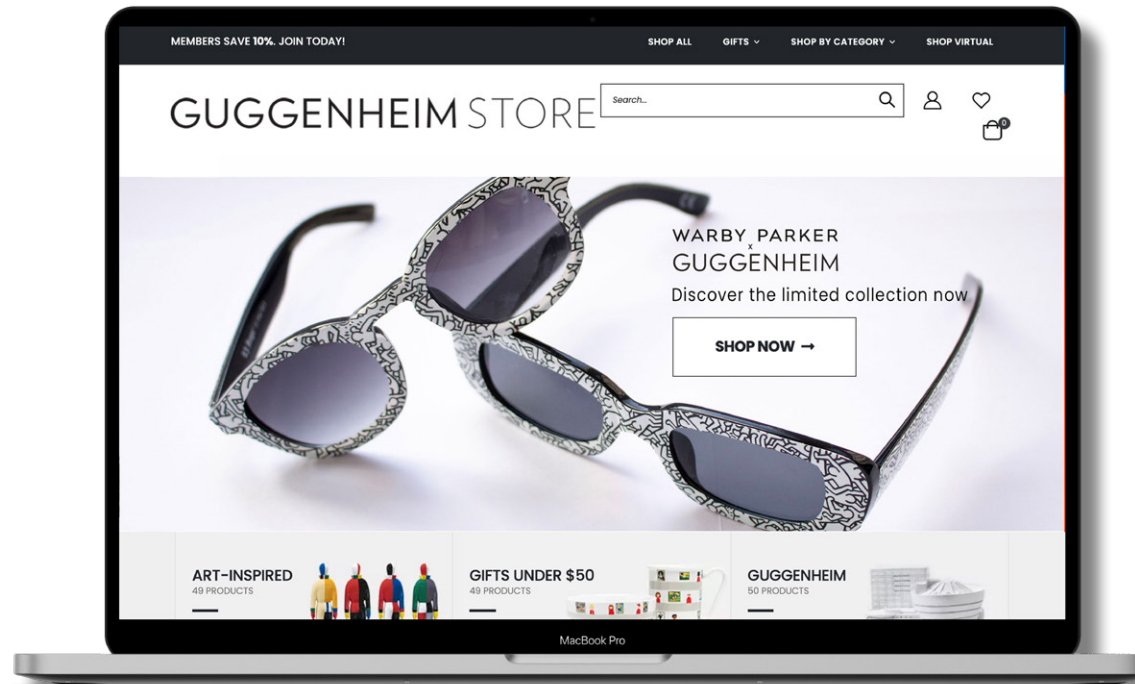 MEMBERS SAVE 10%. JOIN TODAY!
SHOP ALL GIFTS SHOP BY CATEGORY SHOP VIRTUAL
GUGGENHEIM STORE
Search...
0
WARBY PARKER
x
GUGGENHEIM
Discover the limited collection now
SHOP NOW →
ART-INSPIRED
49 PRODUCTS
GIFTS UNDER $50
49 PRODUCTS
GUGGENHEIM
50 PRODUCTS
MacBook Pro